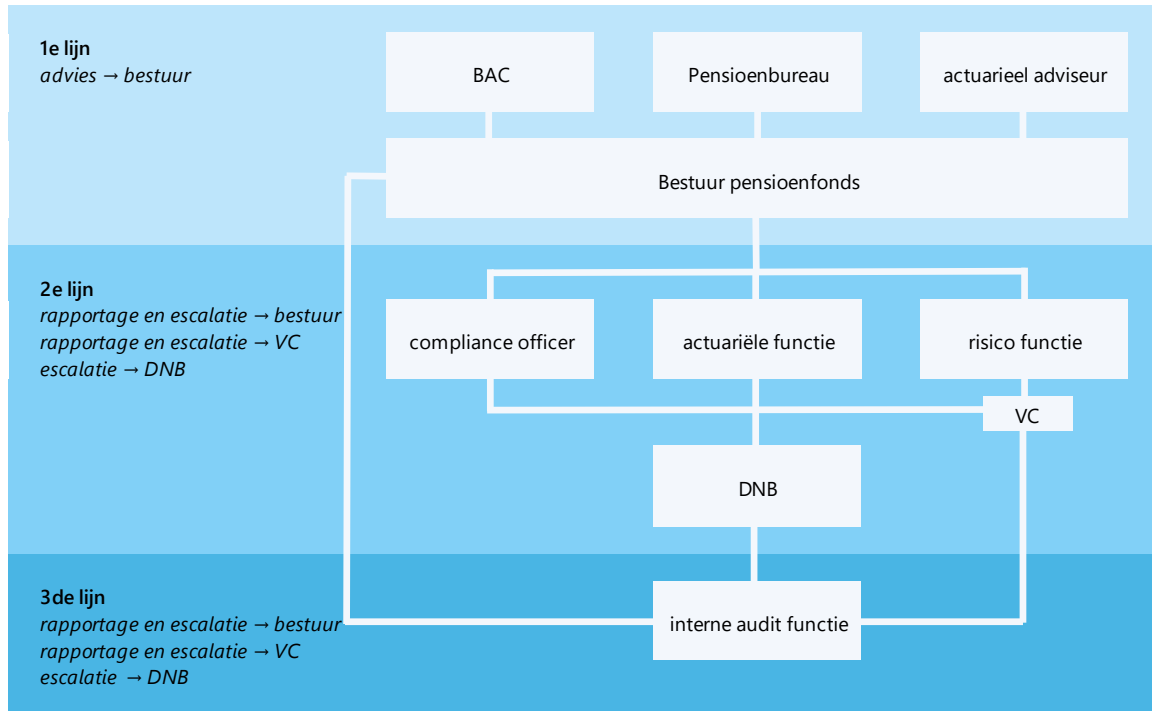 1e lijn
advies → bestuur
BAC
Pensioenbureau
actuarieel adviseur
Bestuur pensioenfonds
2e lijn
rapportage en escalatie → bestuur
rapportage en escalatie → VC
escalatie → DNB
compliance officer
actuariële functie
risico functie
VC
DNB
3de lijn
rapportage en escalatie → bestuur
rapportage en escalatie → VC
escalatie → DNB
interne audit functie